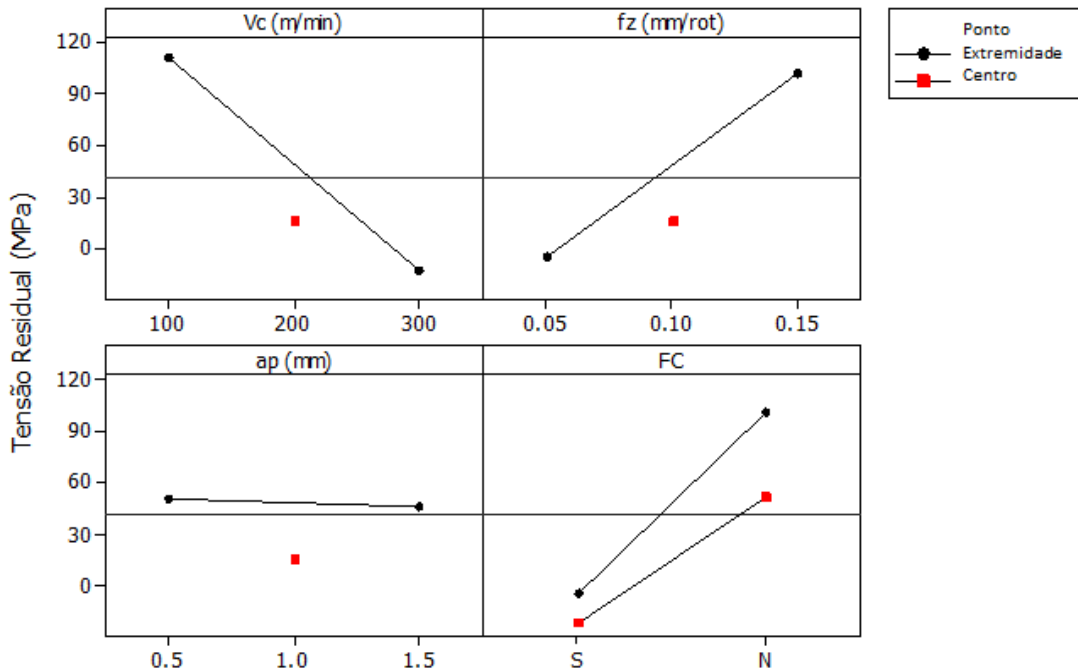 Vc (m/min)
fz (mm/rot)
Ponto
Extremidade
Centro
120
90
60
30
0
100 200 300
0.05 0.10 0.15
Tensão Residual (MPa)
ap (mm)
FC
120
90
60
30
0
0.5 1.0 1.5
S N